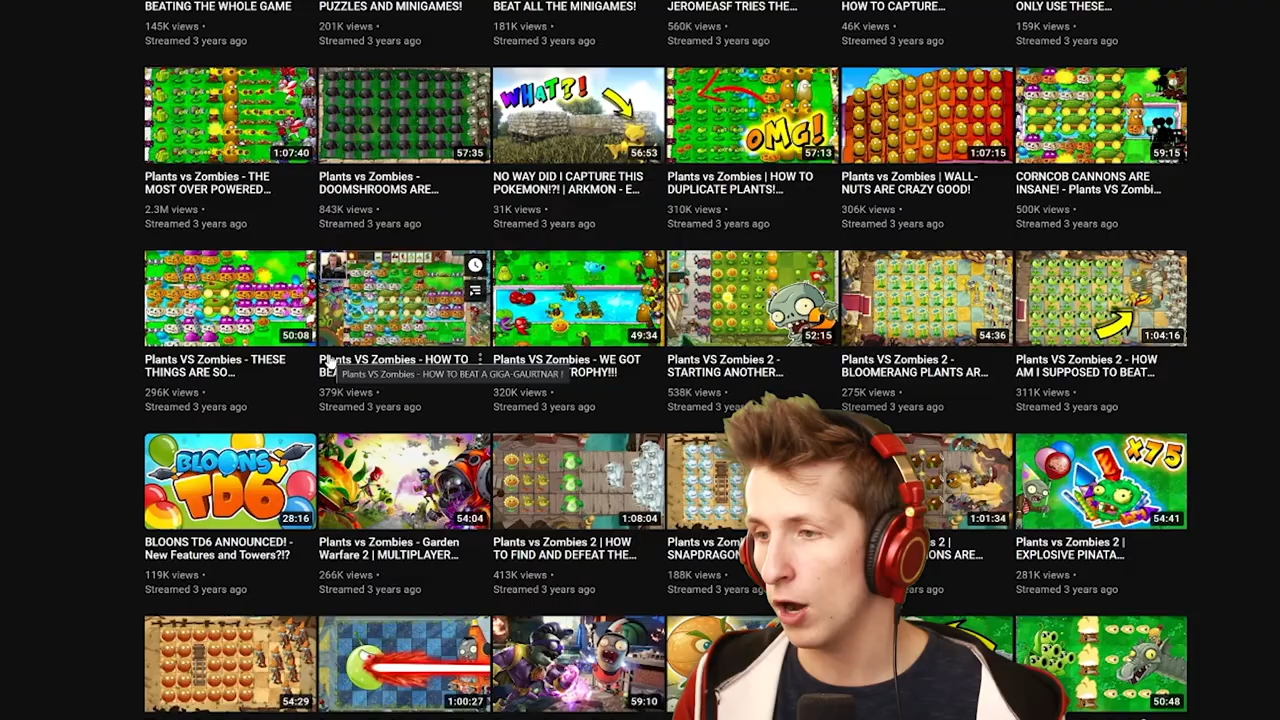 BEATING THE WHOLE GAME
145K views •
Streamed 3 years ago
PUZZLES AND MINIGAMES!
201K views •
Streamed 3 years ago
BEAT ALL THE MINIGAMES!
181K views •
Streamed 3 years ago
JEROMEASF TRIES THE...
560K views •
Streamed 3 years ago
HOW TO CAPTURE...
46K views •
Streamed 3 years ago
ONLY USE THESE...
159K views •
Streamed 3 years ago
1:07:40
Plants vs Zombies - THE
MOST OVER POWERED...
2.3M views •
Streamed 3 years ago
57:35
Plants vs Zombies -
DOOMSHROOMS ARE...
843K views •
Streamed 3 years ago
WHAT?!
56:53
NO WAY DID I CAPTURE THIS
POKEMON!?! | ARKMON - E...
31K views •
Streamed 3 years ago
OMG!
57:13
Plants vs Zombies | HOW TO
DUPLICATE PLANTS!...
310K views •
Streamed 3 years ago
1:07:15
Plants vs Zombies | WALL-
NUTS ARE CRAZY GOOD!
306K views •
Streamed 3 years ago
59:15
CORNCOB CANNONS ARE
INSANE! - Plants VS Zombi...
500K views •
Streamed 3 years ago
50:08
Plants VS Zombies - THESE
THINGS ARE SO...
296K views •
Streamed 3 years ago
Plants VS Zombies - HOW TO
BEA
Plants VS Zombies - HOW TO BEAT A GIGA-GAURTNAR !
379K views •
Streamed 3 years ago
49:34
Plants VS Zombies - WE GOT
ROPHY!!!
320K views •
Streamed 3 years ago
52:15
Plants VS Zombies 2 -
STARTING ANOTHER...
538K views •
Streamed 3 years ago
54:36
Plants VS Zombies 2 -
BLOOMERANG PLANTS AR...
275K views •
Streamed 3 years ago
1:04:16
Plants VS Zombies 2 - HOW
AM I SUPPOSED TO BEAT...
311K views •
Streamed 3 years ago
BLOONS
TD6
28:16
BLOONS TD6 ANNOUNCED! -
New Features and Towers?!?
119K views •
Streamed 3 years ago
54:04
Plants vs Zombies - Garden
Warfare 2 | MULTIPLAYER...
266K views •
Streamed 3 years ago
1:08:04
Plants vs Zombies 2 | HOW
TO FIND AND DEFEAT THE...
413K views •
Streamed 3 years ago
Plants vs Zom
SNAPDRAGON
188K views •
Streamed 3 years
1:01:34
2 |
ONS ARE...
ago
x75
54:41
Plants vs Zombies 2 |
EXPLOSIVE PINATA...
281K views •
Streamed 3 years ago
54:29
1:00:27
59:10
50:48